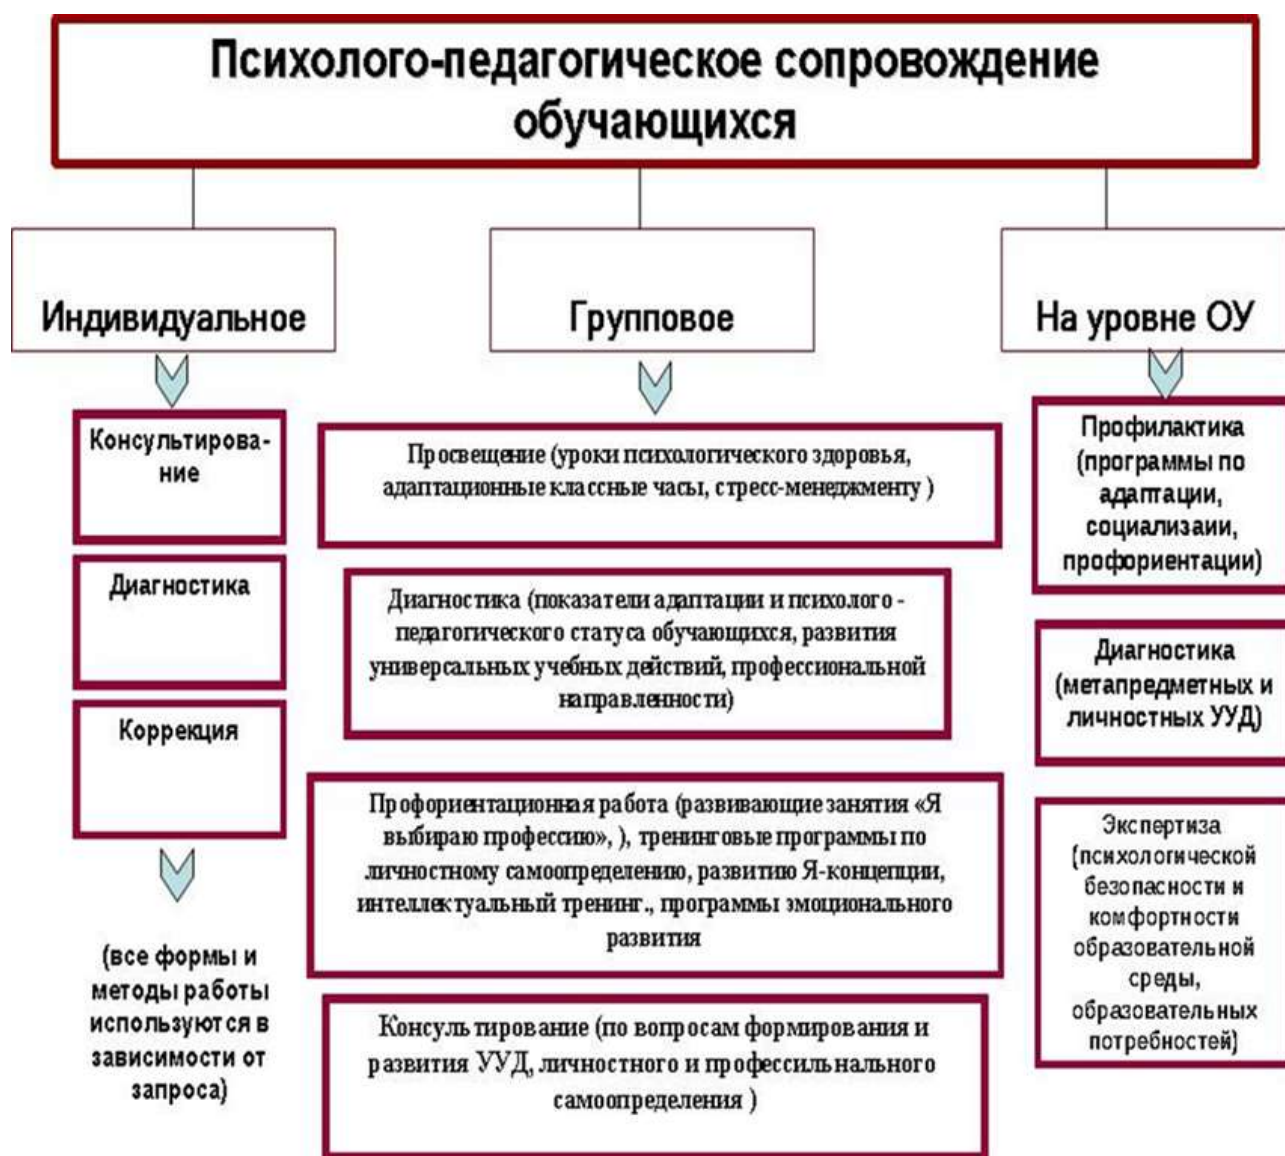 Психолого-педагогическое сопровождение
обучающихся
Индивидуальное
Групповое
На уровне ОУ
Консультирова-
ние
Диагностика
Коррекция
(все формы и
методы работы
используются в
зависимости от
запроса)
Просвещение (уроки психологического здоровья,
адаптационные классные часы, стресс-менеджменту )
Диагностика (показатели адаптации и психолого -
педагогического статуса обучающихся, развития
универсальных учебных действий, профессиональной
направленности)
Профориентационная работа (развивающие занятия «Я
выбираю профессию», ), тренинговые программы по
личностному самоопределению, развитию Я-концепции,
интеллектуальный тренинг., программы эмоционального
развития
Консультирование (по вопросам формирования и
развития УУД, личностного и профессильнального
самоопределения )
Профилактика
(программы по
адаптации,
социализаии,
профориентации)
Диагностика
(метапредметных и
личностных УУД)
Экспертиза
(психологической
безопасности и
комфортности
образовательной
среды,
образовательных
потребностей)